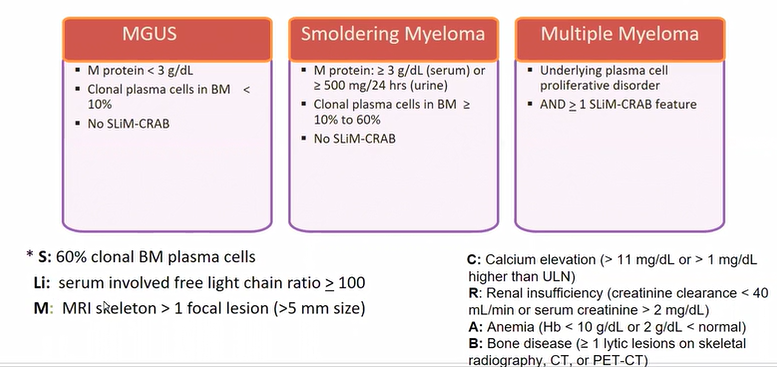 MGUS
▪ M protein < 3 g/dL
▪ Clonal plasma cells in BM <
10%
▪ No SLiM-CRAB
Smoldering Myeloma
▪ M protein: ≥ 3 g/dL (serum) or
≥ 500 mg/24 hrs (urine)
▪ Clonal plasma cells in BM ≥
10% to 60%
▪ No SLiM-CRAB
Multiple Myeloma
▪ Underlying plasma cell
proliferative disorder
▪ AND ≥ 1 SLiM-CRAB feature
* S: 60% clonal BM plasma cells
Li: serum involved free light chain ratio ≥ 100
M: MRI skeleton > 1 focal lesion (>5 mm size)
C: Calcium elevation (> 11 mg/dL or > 1 mg/dL
higher than ULN)
R: Renal insufficiency (creatinine clearance < 40
mL/min or serum creatinine > 2 mg/dL)
A: Anemia (Hb < 10 g/dL or 2 g/dL < normal)
B: Bone disease (≥ 1 lytic lesions on skeletal
radiography, CT, or PET-CT)